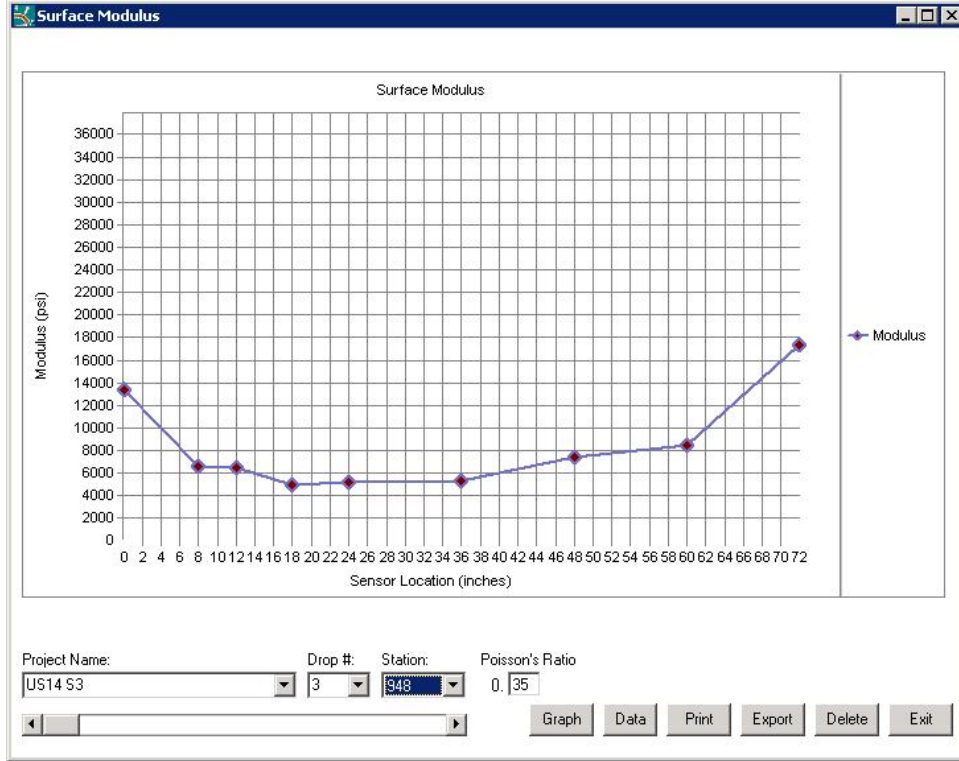 Surface Modulus
Surface Modulus
36000
34000
32000
30000
28000
26000
24000
22000
20000
18000
16000
14000
12000
10000
8000
6000
4000
2000
0
Modulus (psi)
0 2 4 6 8 10 12 14 16 18 20 22 24 26 28 30 32 34 36 38 40 42 44 46 48 50 52 54 56 58 60 62 64 66 68 70 72
Sensor Location (inches)
Modulus
Project Name: Drop #: Station: Poisson's Ratio
US14 S3 3 948 0. 35
Graph Data Print Export Delete Exit